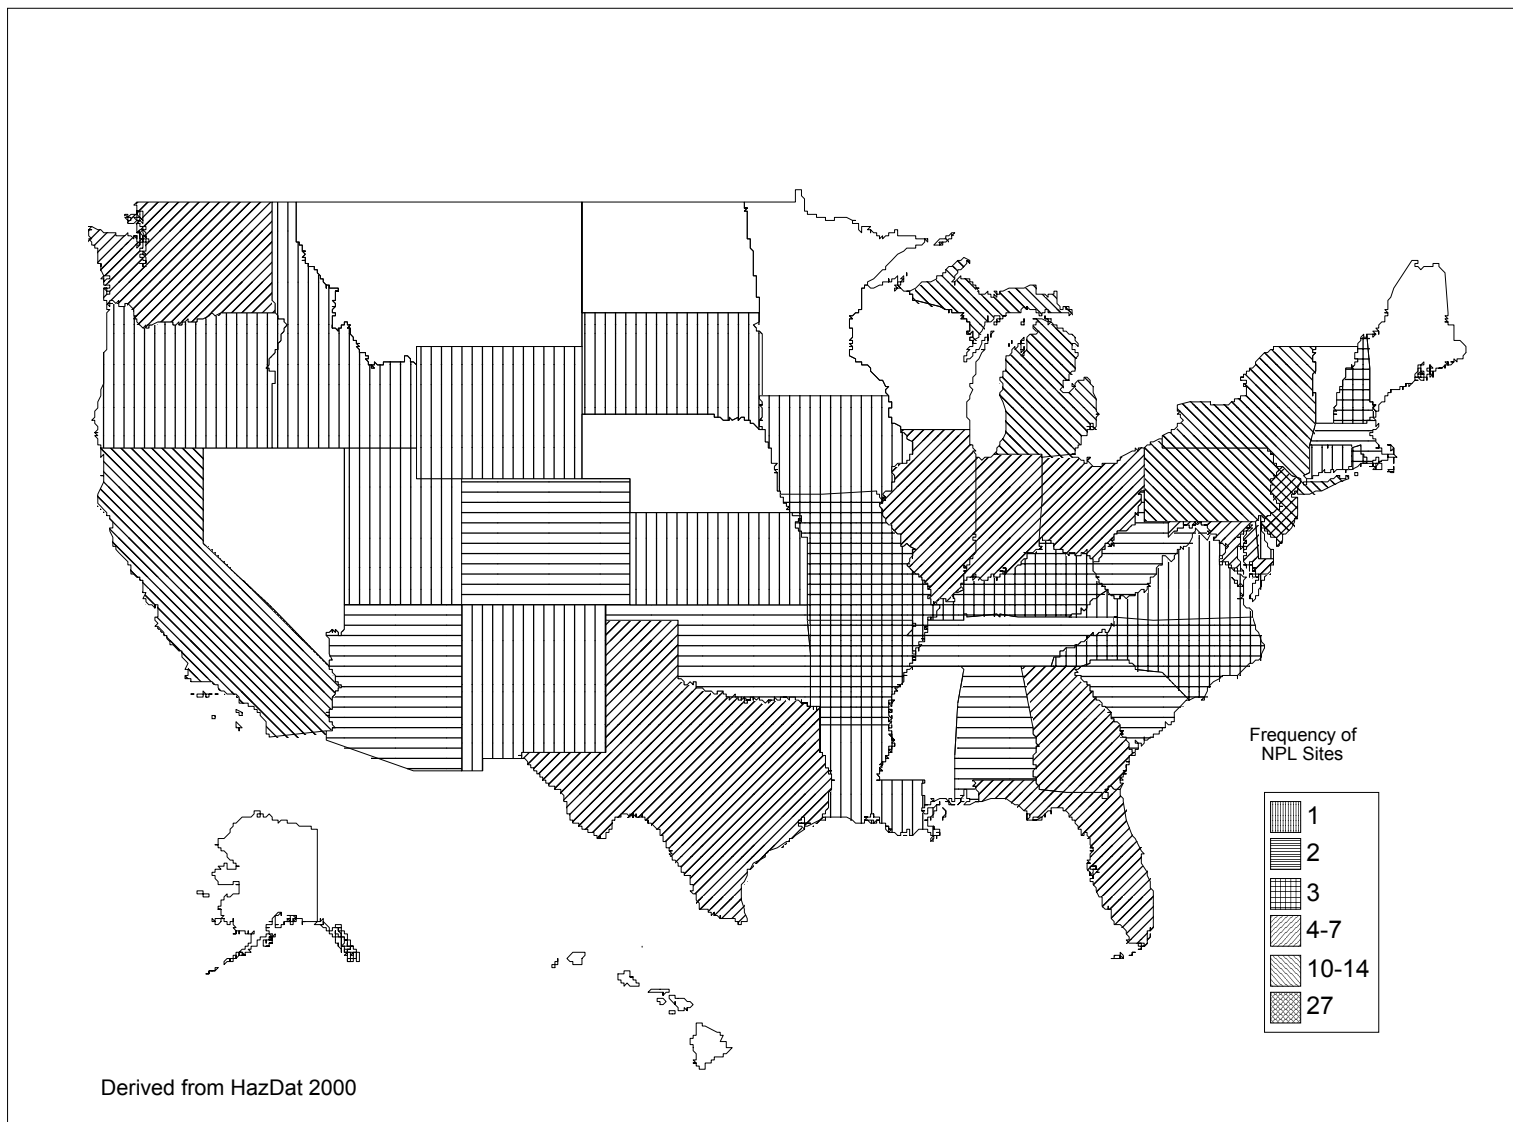 Frequency of
NPL Sites
1
2
3
4-7
10-14
27
Derived from HazDat 2000